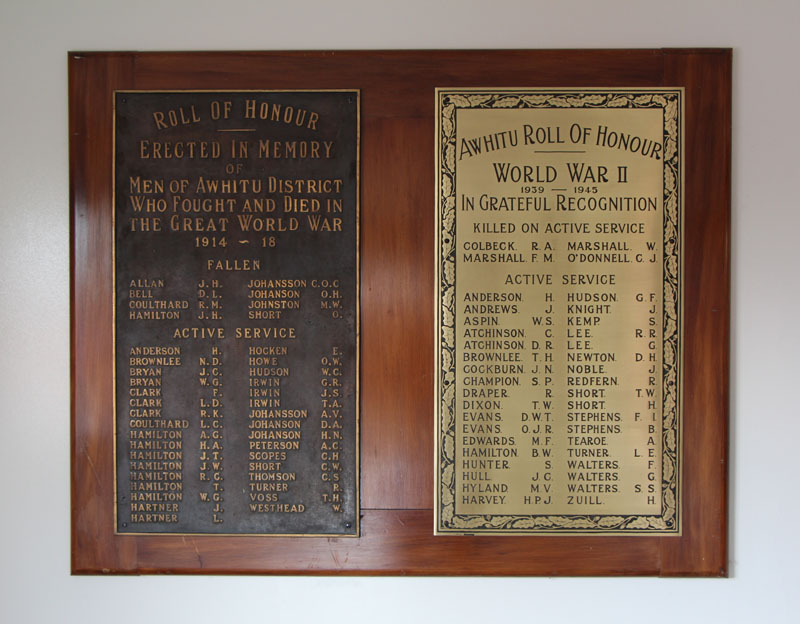 ROLL OF HONOUR
ERECTED IN MEMORY
OF
MEN OF AWHITU DISTRICT
WHO FOUGHT AND DIED IN
THE GREAT WORLD WAR
1914 ~ 18
FALLEN
ALLAN J. H. JOHANSSON C.O.C
BELL D. L. JOHANSON O.H.
COULTHARD R.M. JOHNSTON M.W.
HAMILTON J. H. SHORT O.
ACTIVE SERVICE
ANDERSON H. HOCKEN E.
BROWNLEE N. D. HOWE O.W.
BRYAN J. C. HUDSON W.C.
BRYAN W. G. IRWIN G.R.
CLARK F. IRWIN J.S.
CLARK L. D. IRWIN T.A.
CLARK R.K. JOHANSSON A.V.
COULTHARD L. C. JOHANSON D.A.
HAMILTON A. G. JOHANSON H.N.
HAMILTON H. A. PETERSON A.C.
HAMILTON J. T. SCOPES C.H
HAMILTON J. W. SHORT C.W.
HAMILTON R. G. THOMSON C.S
HAMILTON T. TURNER R.
HAMILTON W. G. VOSS T.H.
HARTNER J. WESTHEAD W.
HARTNER L.
AWHITU ROLL OF HONOUR
WORLD WAR II
1939 — 1945
IN GRATEFUL RECOGNITION
KILLED ON ACTIVE SERVICE
COLBECK. R. A. MARSHALL. W.
MARSHALL. F. M. O'DONNELL. C. J.
ACTIVE SERVICE
ANDERSON. H. HUDSON. G. F.
ANDREWS. J. KNIGHT. J.
ASPIN. W. S. KEMP. S.
ATCHINSON. C. LEE. R. R.
ATCHINSON. D. R. LEE. G.
BROWNLEE. T. H. NEWTON. D. H.
COCKBURN. J. N. NOBLE. J.
CHAMPION. S. P. REDFERN. R.
DRAPER. R. SHORT. T. W.
DIXON. T. W. SHORT. H.
EVANS. D. W. T. STEPHENS. F. I.
EVANS. O. J. R. STEPHENS. B.
EDWARDS. M. F. TEAROE. A.
HAMILTON. B. W. TURNER. L. E.
HUNTER. S. WALTERS. F.
HULL. J. G. WALTERS. G.
HYLAND. M V. WALTERS. S. S.
HARVEY. H. P. J. ZUILL. H.